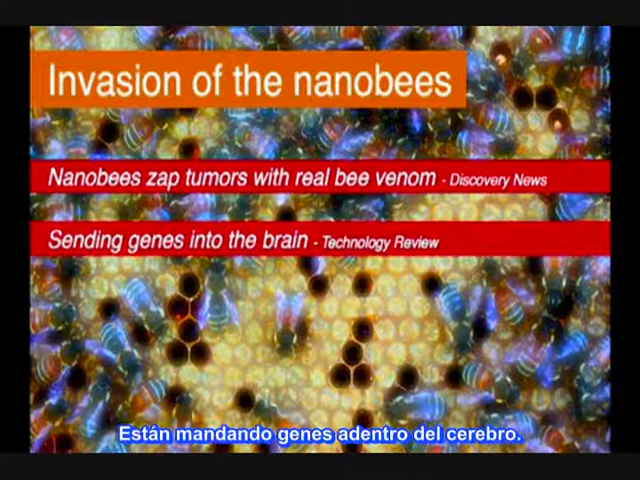 Invasion of the nanobees
Nanobees zap tumors with real bee venom - Discovery News
Sending genes into the brain - Technology Review
Están mandando genes adentro del cerebro.